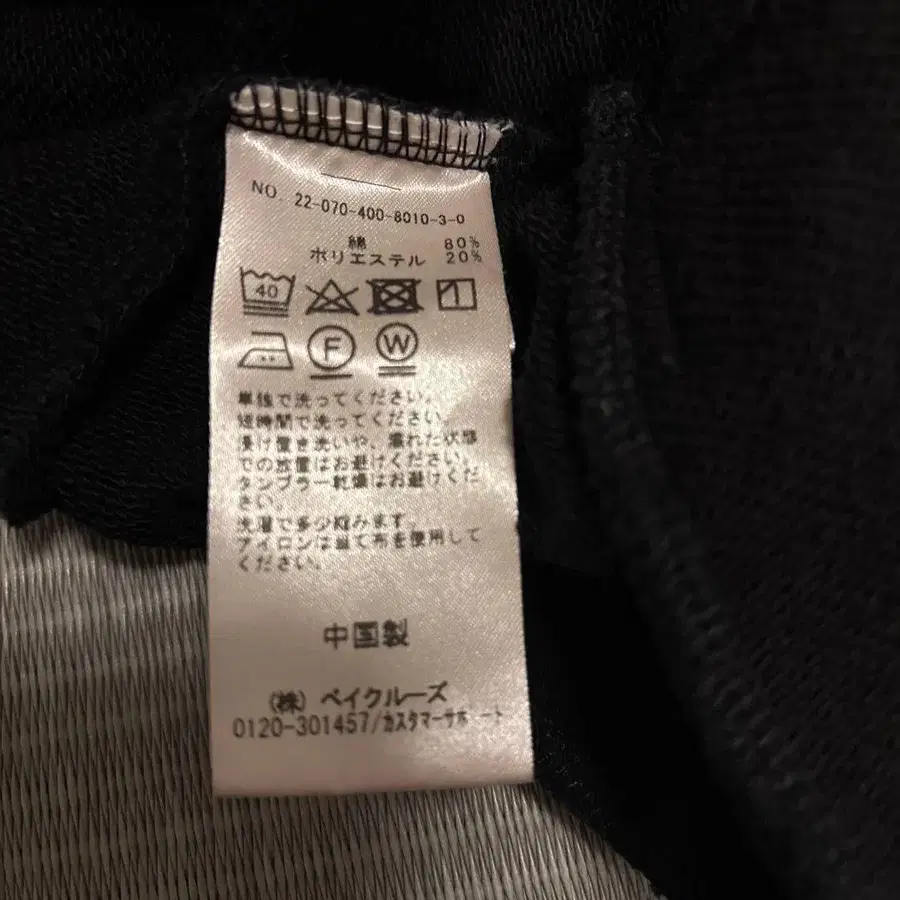 NO. 22-070-400-8010-3-0
綿 80%
ポリエステル 20%
40
F W
単独で洗ってください。
短時間で洗ってください。
浸け置き洗いや、濡れた状態
での放置はお避けください。
タンブラー乾燥はお避けくだ
さい。
洗濯で多少縮みます。
アイロンは当て布を使用して
ください。
中国製
（株）ベイクルーズ
0120-301457/カスタマーサポート